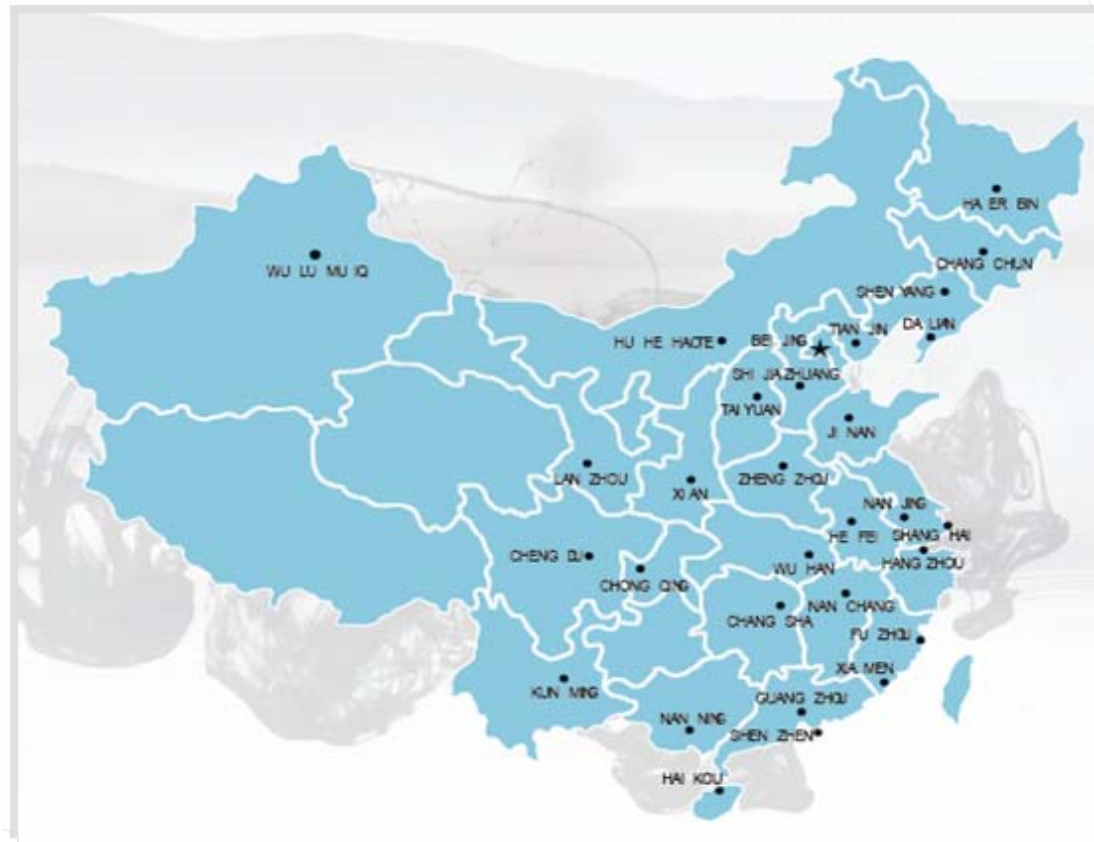 HA ER BIN
WU LU MU IQ
CHANG CHUN
SHEN YANG
TIAN JIN
DA LIAN
HU HE HAOTE
BEI JING
SHI JIAZHUANG
TAI YUAN
JI NAN
LAN ZHOU
XI AN
ZHENG ZHOU
NAN JING
HE FEI
SHANG HAI
CHENG DU
WU HAN
HANG ZHOU
CHONG QING
CHANG SHA
NAN CHANG
FU ZHOU
XIA MEN
KUN MING
GUANG ZHOU
NAN NING
SHEN ZHEN
HAI KOU